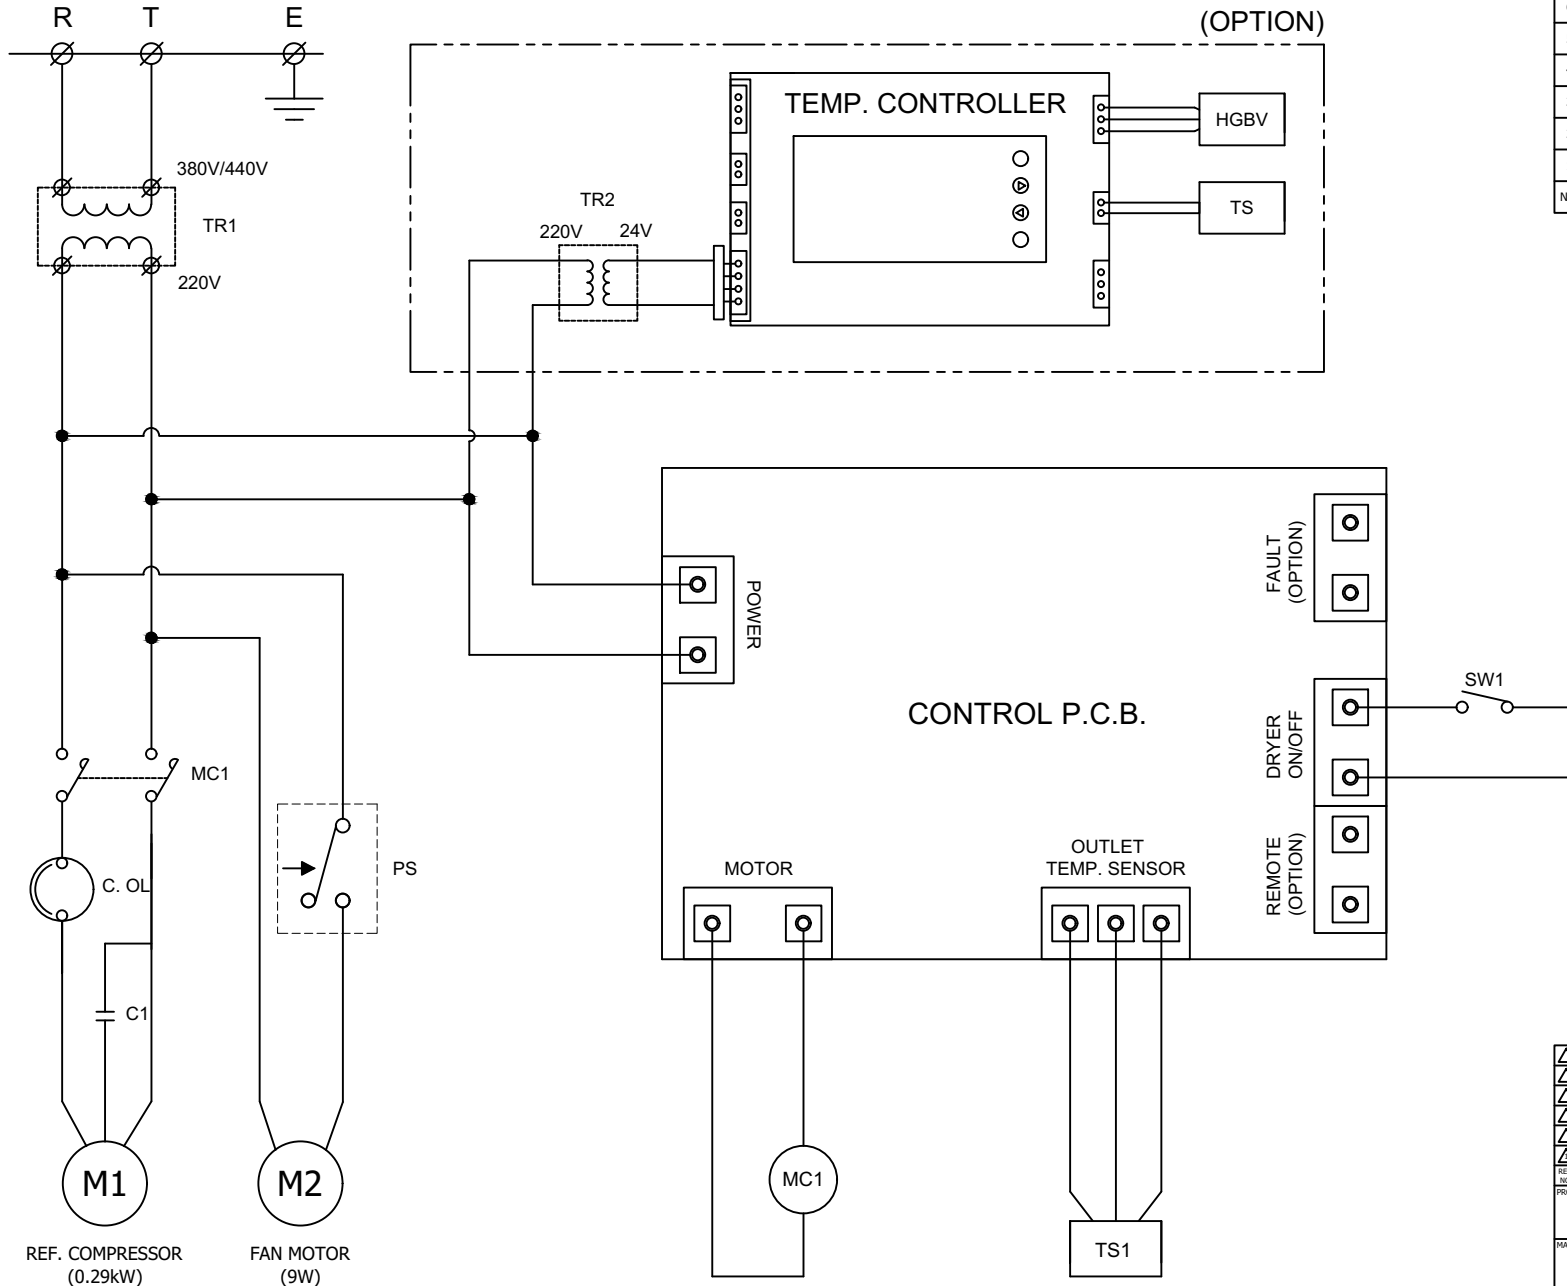 R T E
(OPTION)
TEMP. CONTROLLER
HGBV
TS
380V/440V
TR1
220V
TR2
220V 24V
FAULT
(OPTION)
POWER
CONTROL P.C.B.
SW1
DRYER
ON/OFF
MC1
PS
C. OL
MOTOR
OUTLET
TEMP. SENSOR
REMOTE
(OPTION)
C1
M1
M2
MC1
TS1
REF. COMPRESSOR
(0.29kW)
FAN MOTOR
(9W)